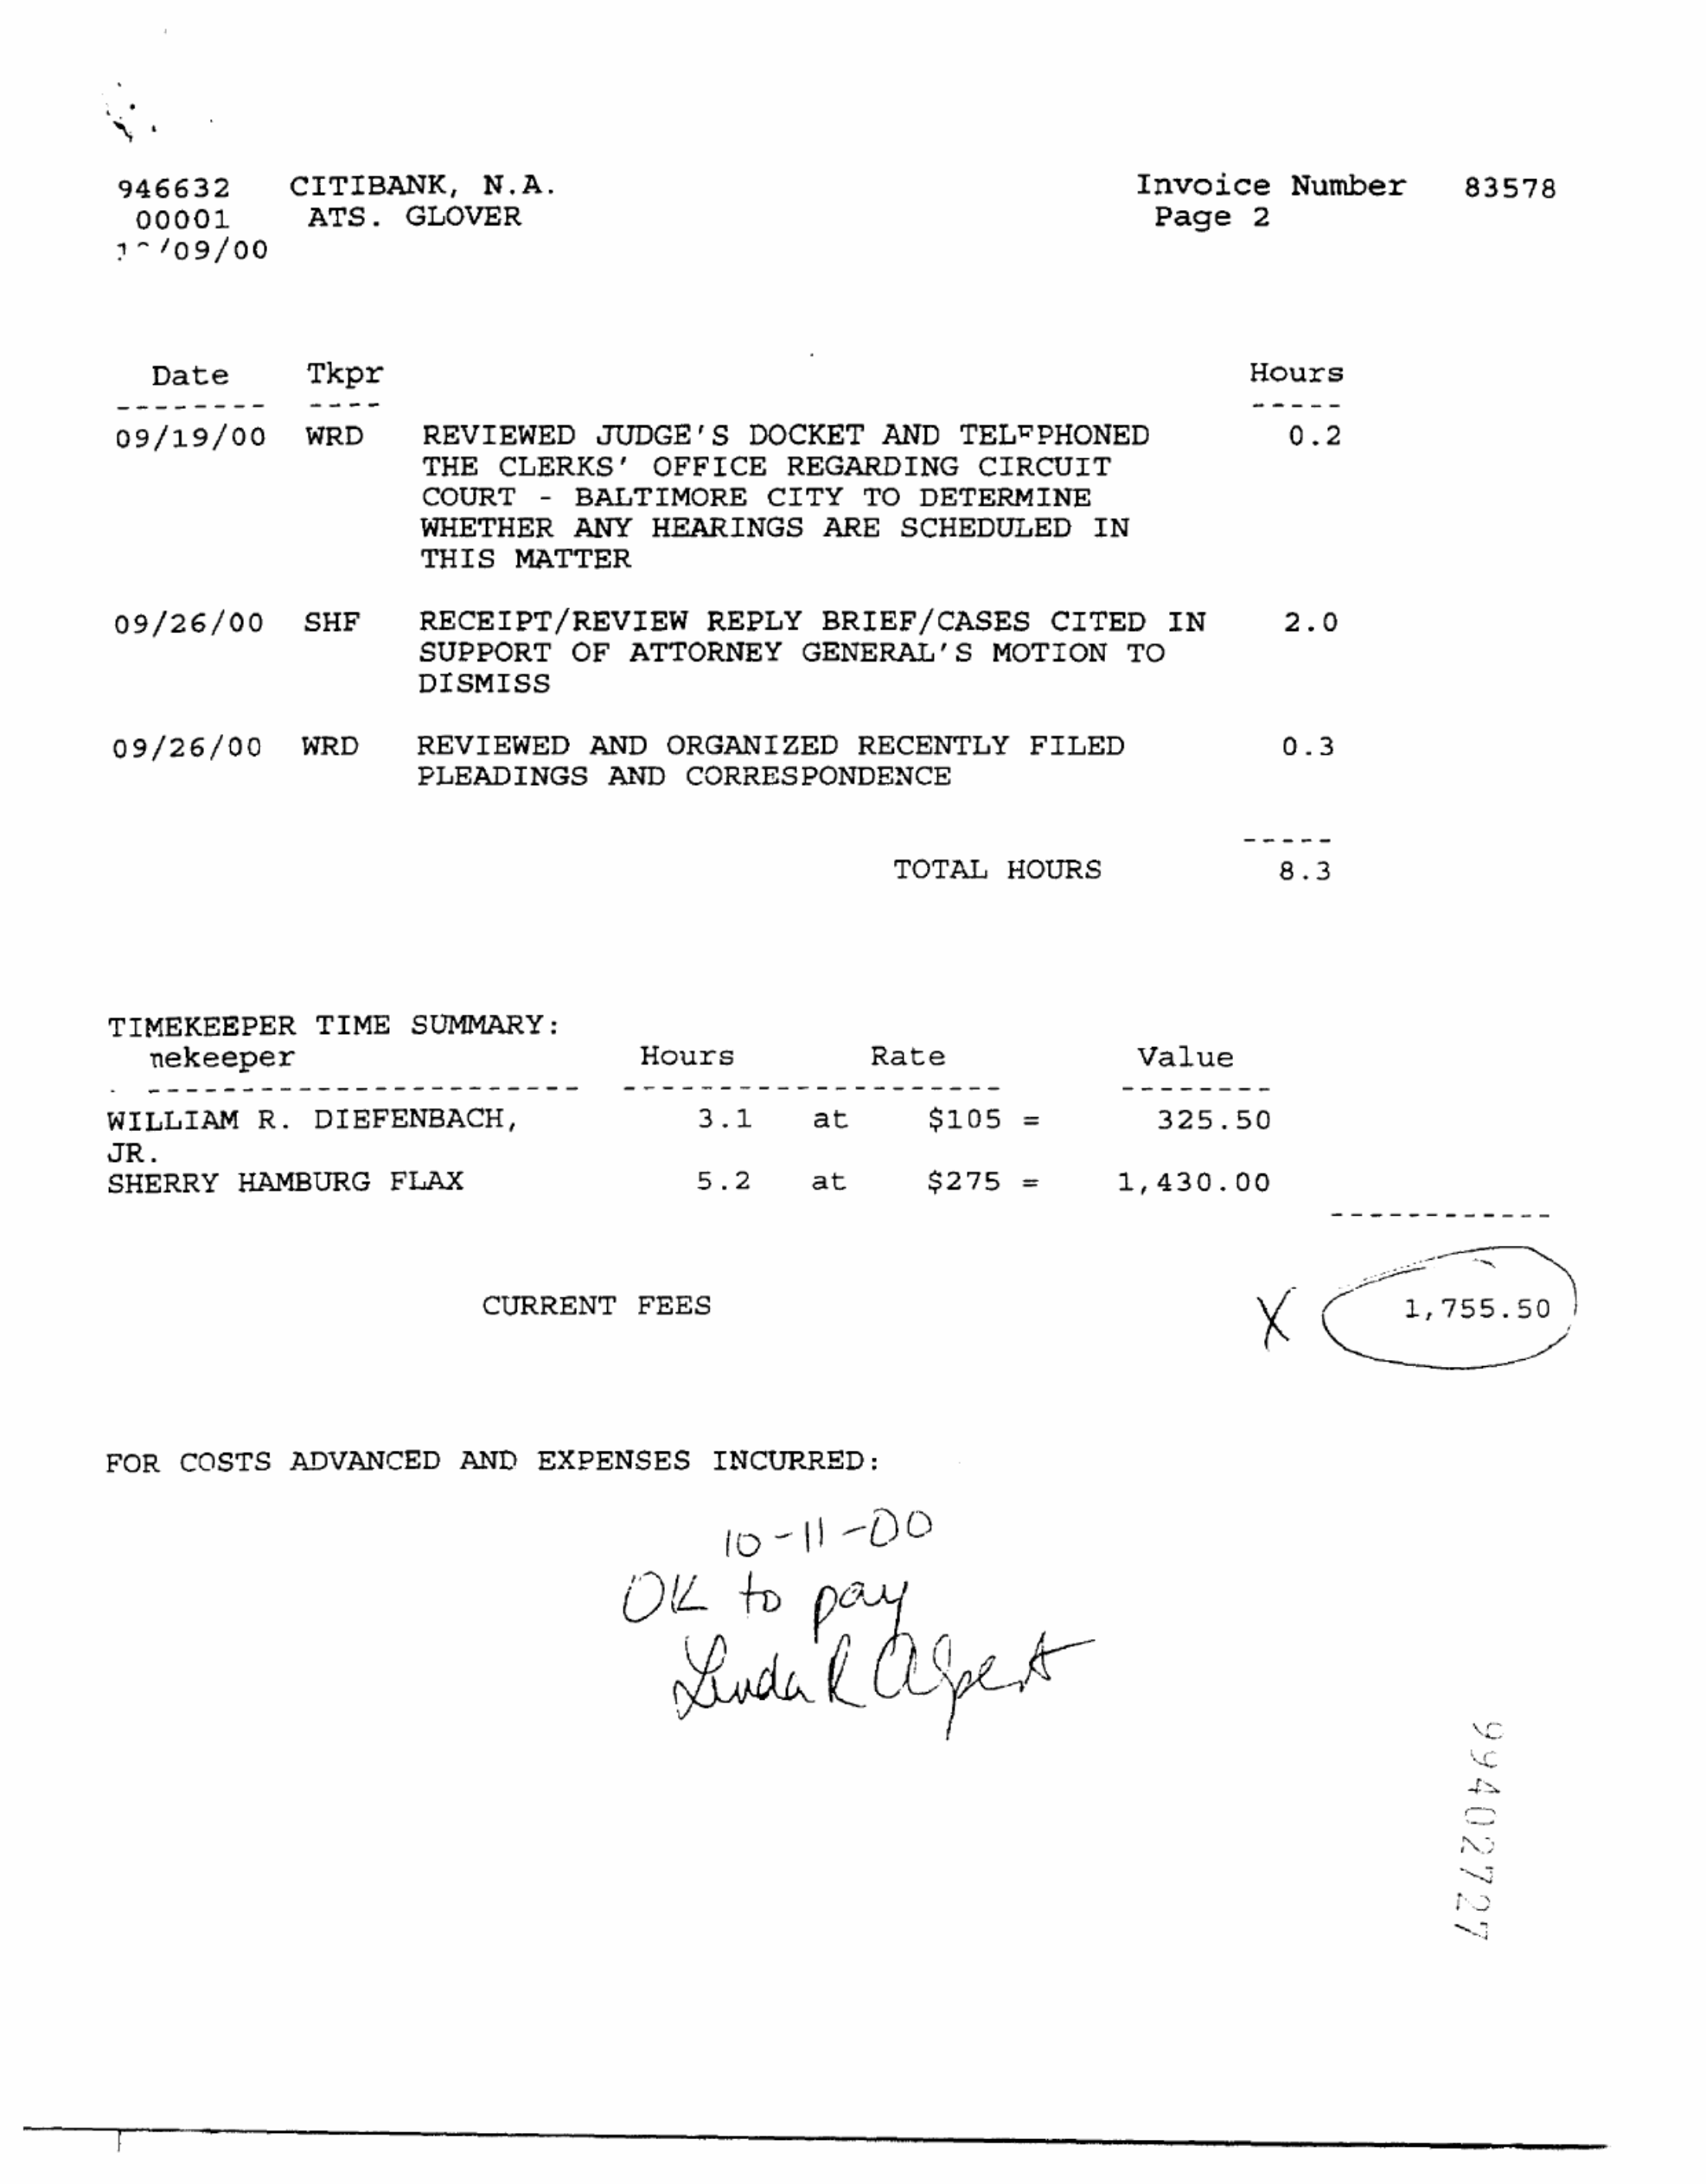 946632 CITIBANK, N.A. Invoice Number 83578
00001 ATS. GLOVER Page 2
/09/00
Date Tkpr Hours
-------- ---- -----
09/19/00 WRD REVIEWED JUDGE'S DOCKET AND TELEPHONED 0.2
THE CLERKS' OFFICE REGARDING CIRCUIT
COURT - BALTIMORE CITY TO DETERMINE
WHETHER ANY HEARINGS ARE SCHEDULED IN
THIS MATTER
09/26/00 SHF RECEIPT/REVIEW REPLY BRIEF/CASES CITED IN 2.0
SUPPORT OF ATTORNEY GENERAL'S MOTION TO
DISMISS
09/26/00 WRD REVIEWED AND ORGANIZED RECENTLY FILED 0.3
PLEADINGS AND CORRESPONDENCE
-----
TOTAL HOURS 8.3
TIMEKEEPER TIME SUMMARY:
nekeeper Hours Rate Value
----------------------- -------------------- --------
WILLIAM R. DIEFENBACH, 3.1 at $105 = 325.50
JR.
SHERRY HAMBURG FLAX 5.2 at $275 = 1,430.00
------------
CURRENT FEES X 1,755.50
FOR COSTS ADVANCED AND EXPENSES INCURRED:
10-11-00
OK to pay
Linda R Alpert
99402727